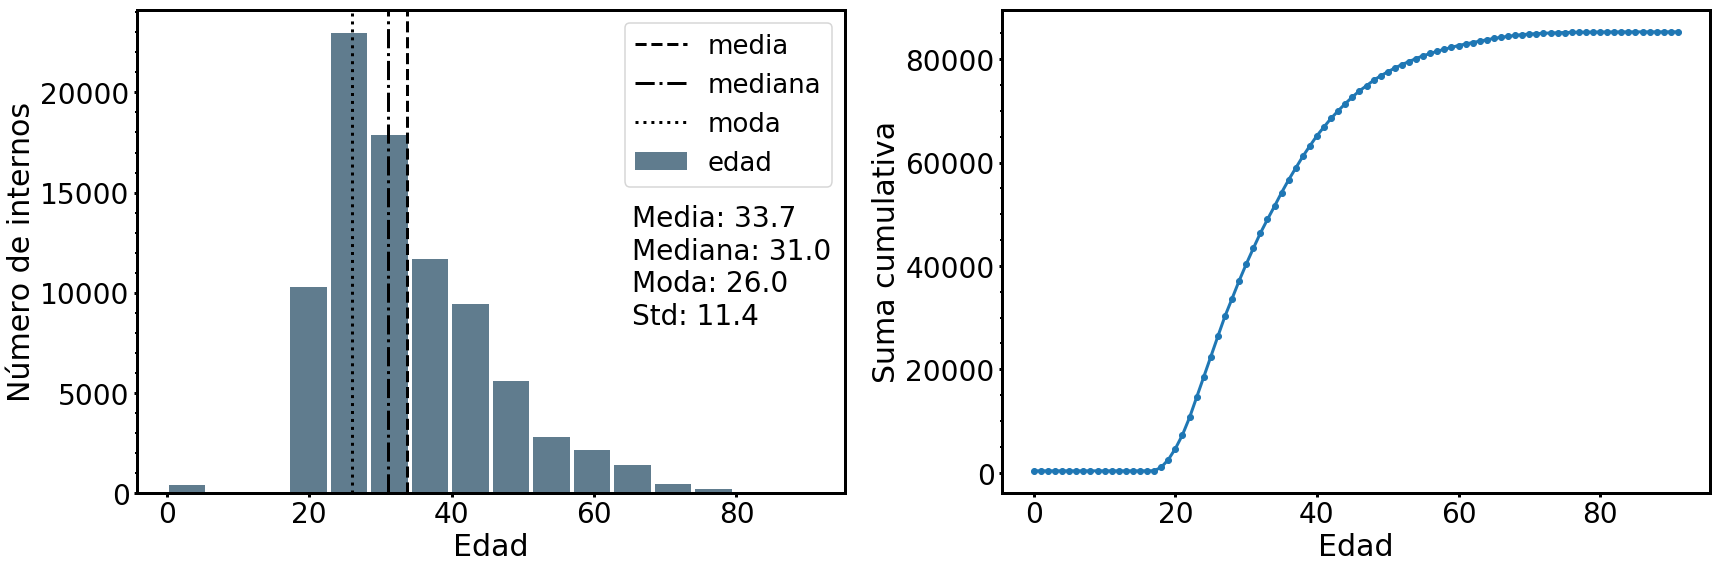 Número de internos
20000
15000
10000
5000
0
0 20 40 60 80
Edad
media
mediana
moda
edad
Media: 33.7
Mediana: 31.0
Moda: 26.0
Std: 11.4
Suma cumulativa
80000
60000
40000
20000
0
0 20 40 60 80
Edad